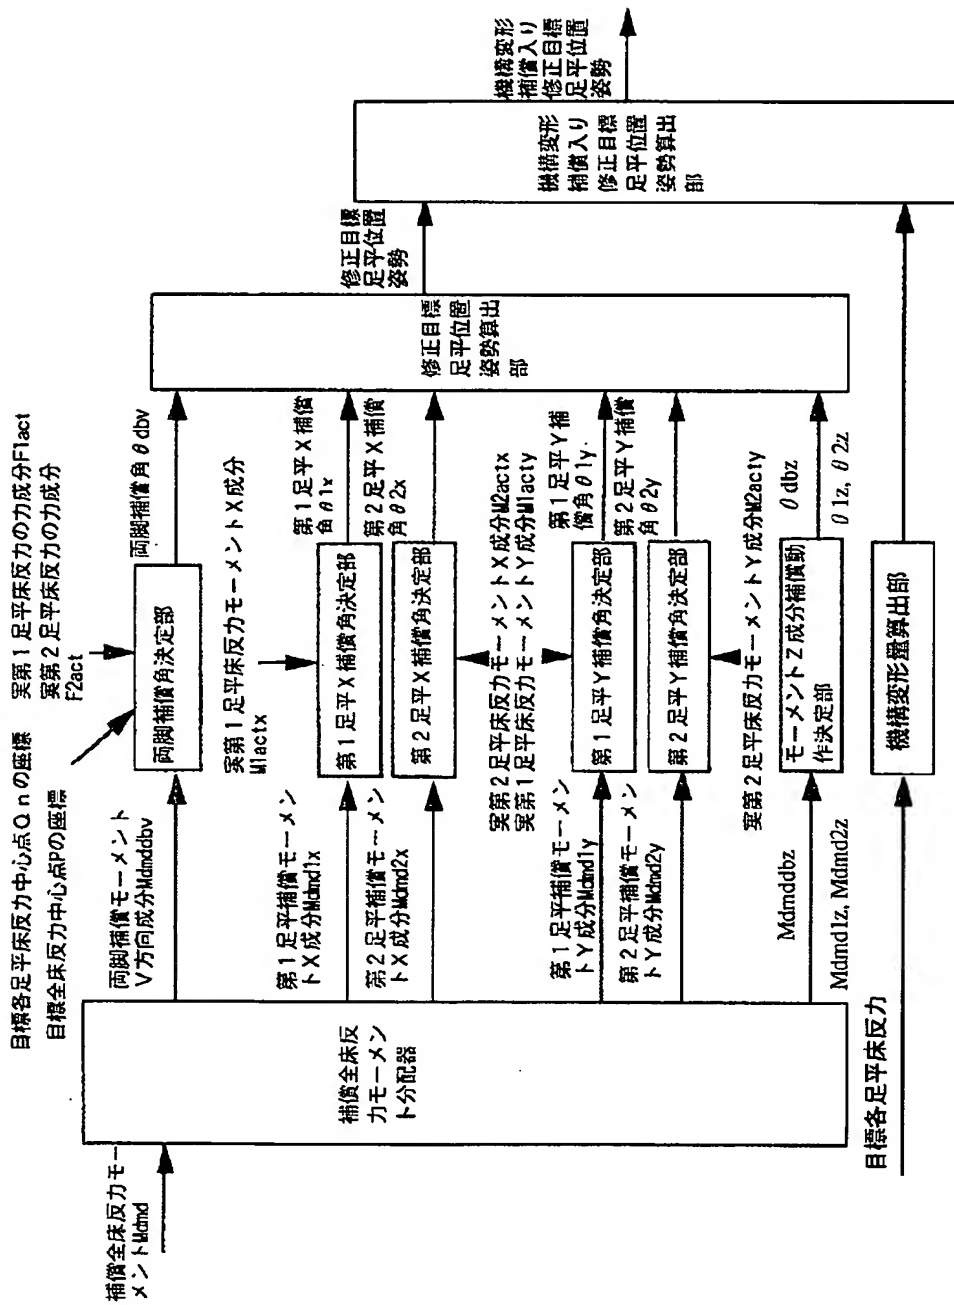 目標各足平床反力中心点Qnの座標
目標全床反力中心点Pの座標
実第1足平床反力の力成分F1act
実第2足平床反力の力成分
F2act
補償全床反力モー
メントMdmd
補償全床反
力モーメン
ト分配器
両脚補償モーメント
V方向成分Mdmddbv
両脚補償角決定部
両脚補償角θdbv
実第1足平床反力モーメントX成分
M1actx
第1足平補償モーメン
トX成分Mdmd1x
第1足平X補償角決定部
第1足平X補償
角θ1x
第2足平補償モーメン
トX成分Mdmd2x
第2足平X補償角決定部
第2足平X補償
角θ2x
実第2足平床反力モーメントX成分M2actx
実第1足平床反力モーメントY成分M1acty
第1足平補償モーメン
トY成分Mdmd1y
第1足平Y補償角決定部
第1足平Y補
償角θ1y
第2足平補償モーメン
トY成分Mdmd2y
第2足平Y補償角決定部
第2足平Y補償
角θ2y
実第2足平床反力モーメントY成分M2acty
Mdmddbz
Mdmd1z, Mdmd2z
モーメントZ成分補償動
作決定部
θdbz
θ1z, θ2z
目標各足平床反力
機構変形量算出部
修正目標
足平位置
姿勢算出
部
修正目標
足平位置
姿勢
機構変形
補償入り
修正目標
足平位置
姿勢算出
部
機構変形
補償入り
修正目標
足平位置
姿勢